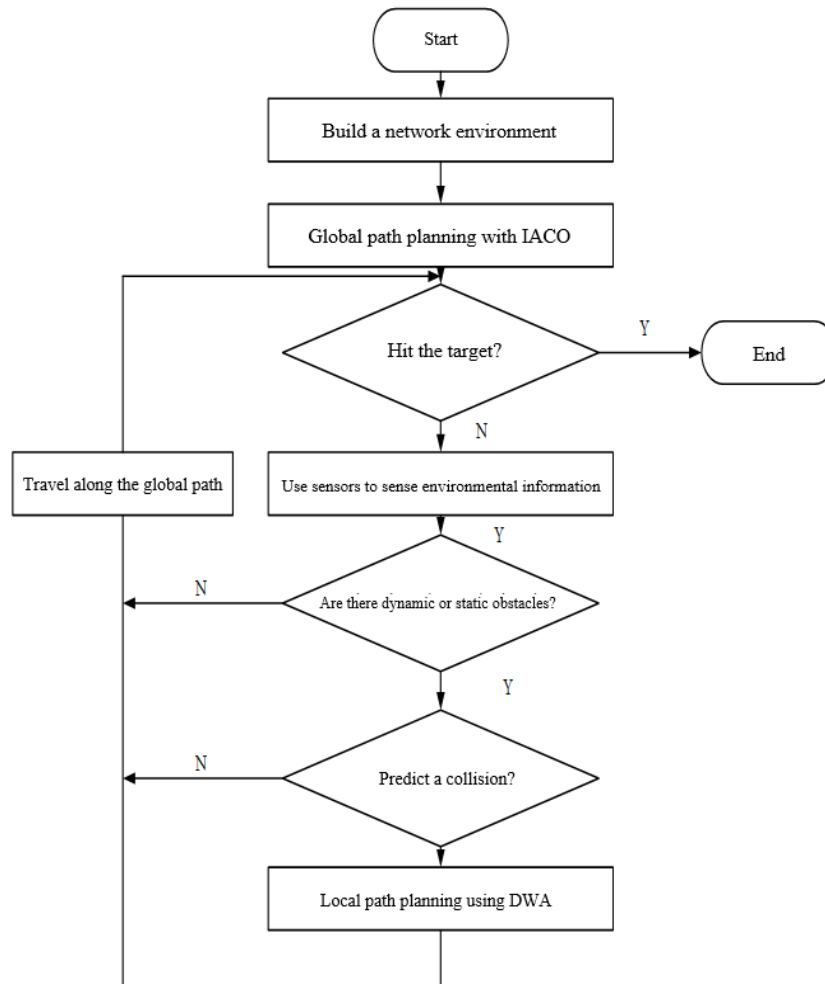 Start
Build a network environment
Global path planning with IACO
Hit the target?
Y
End
N
Travel along the global path
Use sensors to sense environmental information
Y
N
Are there dynamic or static obstacles?
Y
N
Predict a collision?
Local path planning using DWA